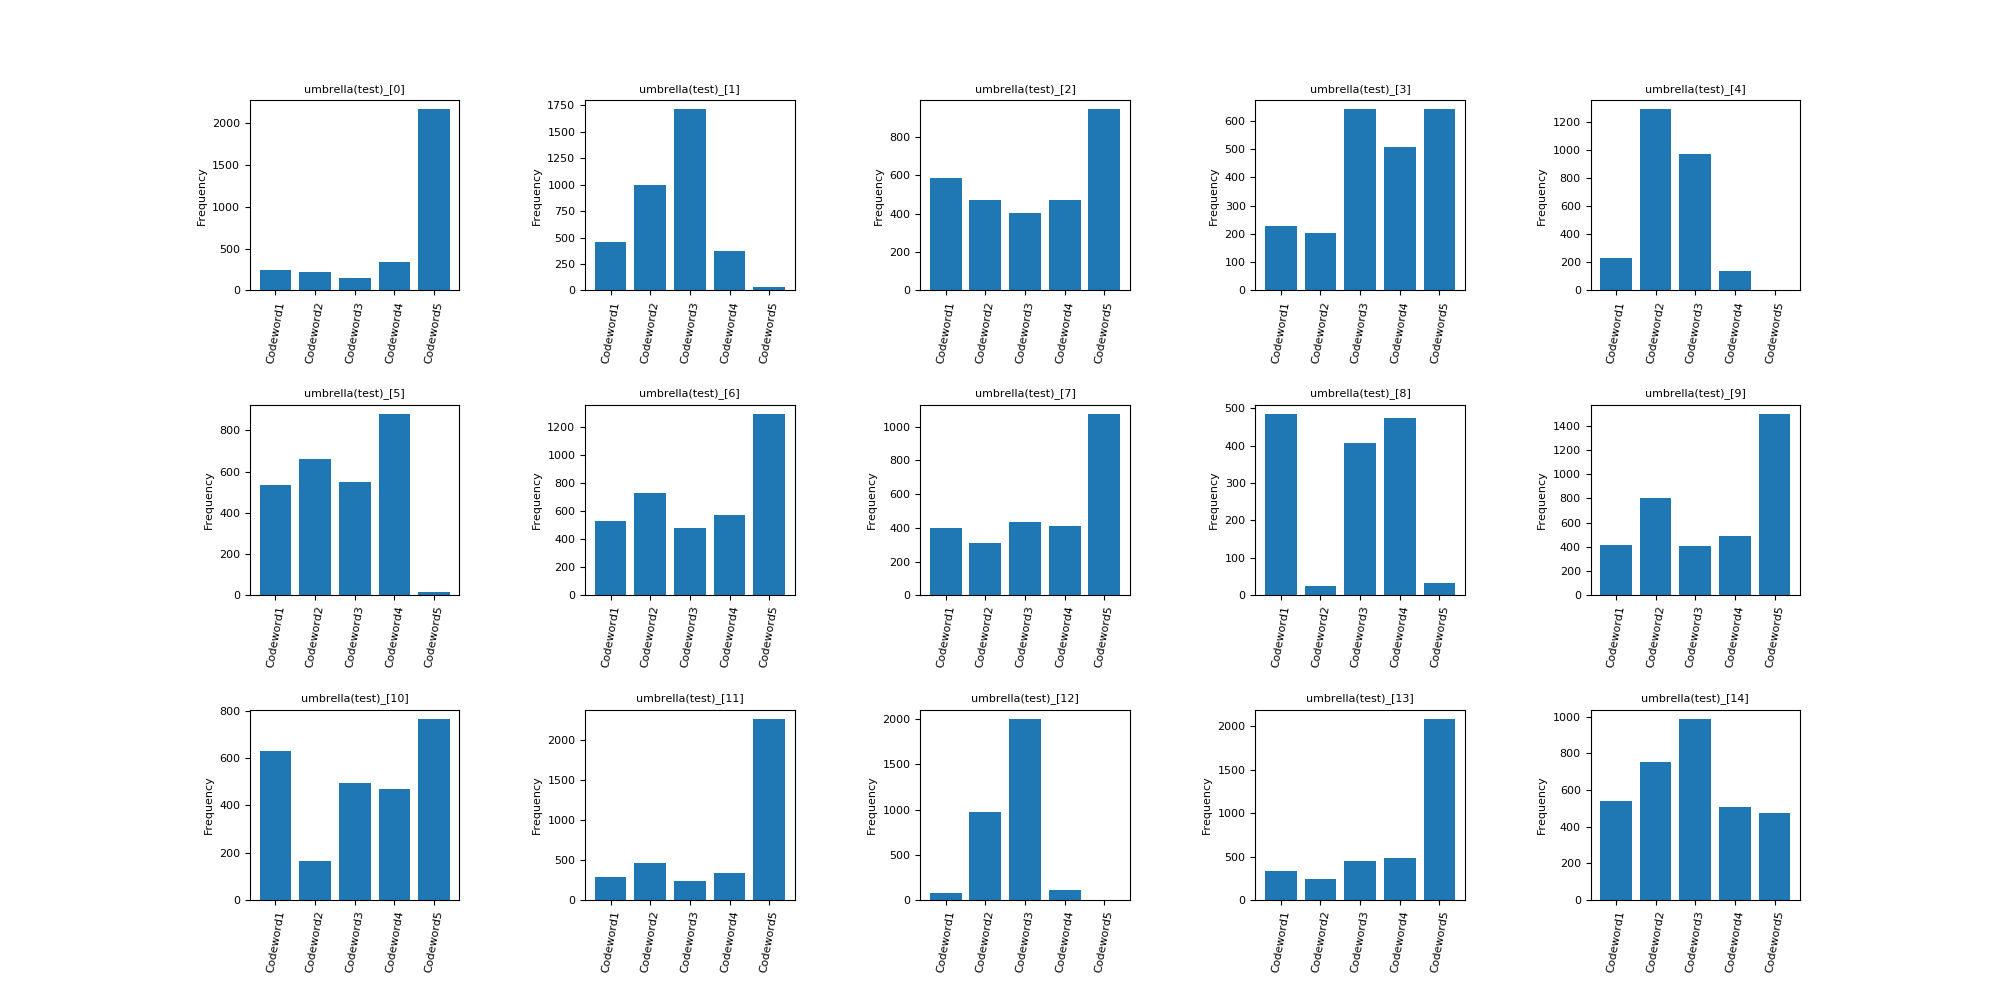 umbrella(test)_[0]
2000
1500
1000
500
0
Frequency
Codeword1
Codeword2
Codeword3
Codeword4
Codeword5
umbrella(test)_[1]
1750
1500
1250
1000
750
500
250
0
Frequency
Codeword1
Codeword2
Codeword3
Codeword4
Codeword5
umbrella(test)_[2]
800
600
400
200
0
Frequency
Codeword1
Codeword2
Codeword3
Codeword4
Codeword5
umbrella(test)_[3]
600
500
400
300
200
100
0
Frequency
Codeword1
Codeword2
Codeword3
Codeword4
Codeword5
umbrella(test)_[4]
1200
1000
800
600
400
200
0
Frequency
Codeword1
Codeword2
Codeword3
Codeword4
Codeword5
umbrella(test)_[5]
800
600
400
200
0
Frequency
Codeword1
Codeword2
Codeword3
Codeword4
Codeword5
umbrella(test)_[6]
1200
1000
800
600
400
200
0
Frequency
Codeword1
Codeword2
Codeword3
Codeword4
Codeword5
umbrella(test)_[7]
1000
800
600
400
200
0
Frequency
Codeword1
Codeword2
Codeword3
Codeword4
Codeword5
umbrella(test)_[8]
500
400
300
200
100
0
Frequency
Codeword1
Codeword2
Codeword3
Codeword4
Codeword5
umbrella(test)_[9]
1400
1200
1000
800
600
400
200
0
Frequency
Codeword1
Codeword2
Codeword3
Codeword4
Codeword5
umbrella(test)_[10]
800
600
400
200
0
Frequency
Codeword1
Codeword2
Codeword3
Codeword4
Codeword5
umbrella(test)_[11]
2000
1500
1000
500
0
Frequency
Codeword1
Codeword2
Codeword3
Codeword4
Codeword5
umbrella(test)_[12]
2000
1500
1000
500
0
Frequency
Codeword1
Codeword2
Codeword3
Codeword4
Codeword5
umbrella(test)_[13]
2000
1500
1000
500
0
Frequency
Codeword1
Codeword2
Codeword3
Codeword4
Codeword5
umbrella(test)_[14]
1000
800
600
400
200
0
Frequency
Codeword1
Codeword2
Codeword3
Codeword4
Codeword5